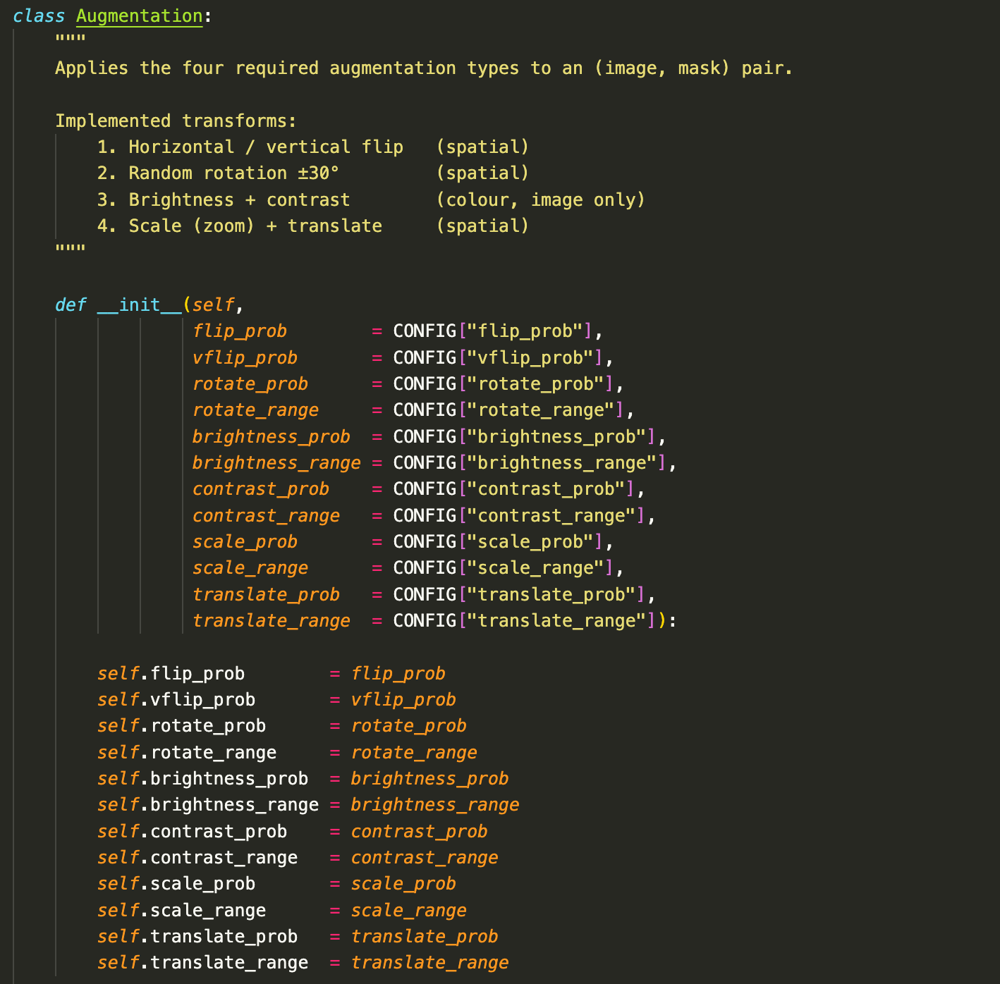 class Augmentation:
    """
    Applies the four required augmentation types to an (image, mask) pair.

    Implemented transforms:
        1. Horizontal / vertical flip   (spatial)
        2. Random rotation ±30°         (spatial)
        3. Brightness + contrast        (colour, image only)
        4. Scale (zoom) + translate     (spatial)
    """

    def __init__(self,
                 flip_prob        = CONFIG["flip_prob"],
                 vflip_prob       = CONFIG["vflip_prob"],
                 rotate_prob      = CONFIG["rotate_prob"],
                 rotate_range     = CONFIG["rotate_range"],
                 brightness_prob  = CONFIG["brightness_prob"],
                 brightness_range = CONFIG["brightness_range"],
                 contrast_prob    = CONFIG["contrast_prob"],
                 contrast_range   = CONFIG["contrast_range"],
                 scale_prob       = CONFIG["scale_prob"],
                 scale_range      = CONFIG["scale_range"],
                 translate_prob   = CONFIG["translate_prob"],
                 translate_range  = CONFIG["translate_range"]):

        self.flip_prob        = flip_prob
        self.vflip_prob       = vflip_prob
        self.rotate_prob      = rotate_prob
        self.rotate_range     = rotate_range
        self.brightness_prob  = brightness_prob
        self.brightness_range = brightness_range
        self.contrast_prob    = contrast_prob
        self.contrast_range   = contrast_range
        self.scale_prob       = scale_prob
        self.scale_range      = scale_range
        self.translate_prob   = translate_prob
        self.translate_range  = translate_range